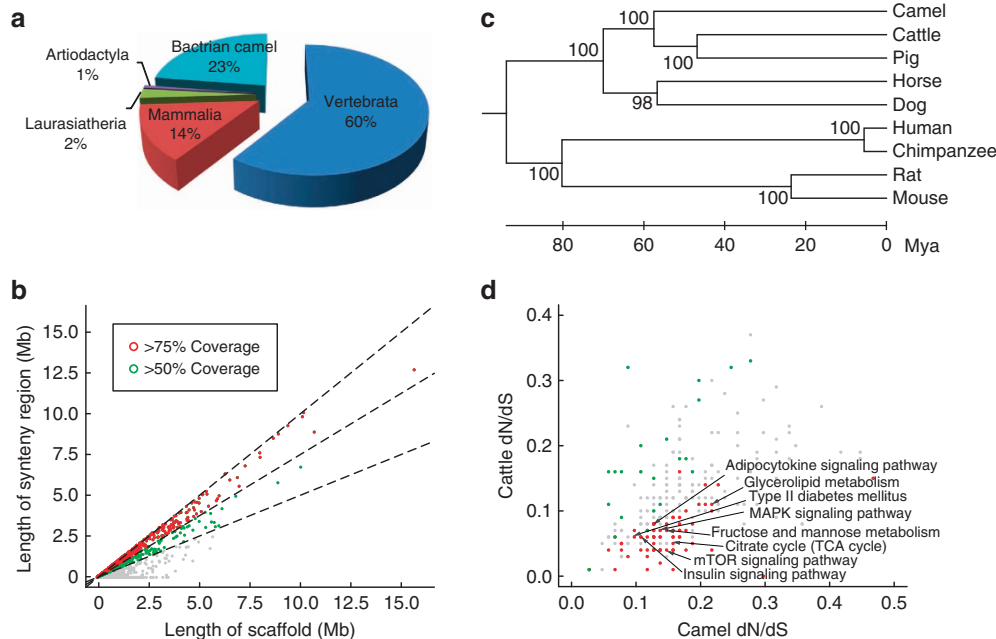 a
Bactrian camel
23%
Artiodactyla
1%
Laurasiatheria
2%
Mammalia
14%
Vertebrata
60%
b
Length of synteny region (Mb)
15.0
12.5
10.0
7.5
5.0
2.5
0
>75% Coverage
>50% Coverage
0 2.5 5.0 7.5 10.0 12.5 15.0
Length of scaffold (Mb)
c
100
100
100
100
98
100
100
100
Camel
Cattle
Pig
Horse
Dog
Human
Chimpanzee
Rat
Mouse
80 60 40 20 0 Mya
d
Cattle dN/dS
0.4
0.3
0.2
0.1
0.0
Adipocytokine signaling pathway
Glycerolipid metabolism
Type II diabetes mellitus
MAPK signaling pathway
Fructose and mannose metabolism
Citrate cycle (TCA cycle)
mTOR signaling pathway
Insulin signaling pathway
0.0 0.1 0.2 0.3 0.4 0.5
Camel dN/dS